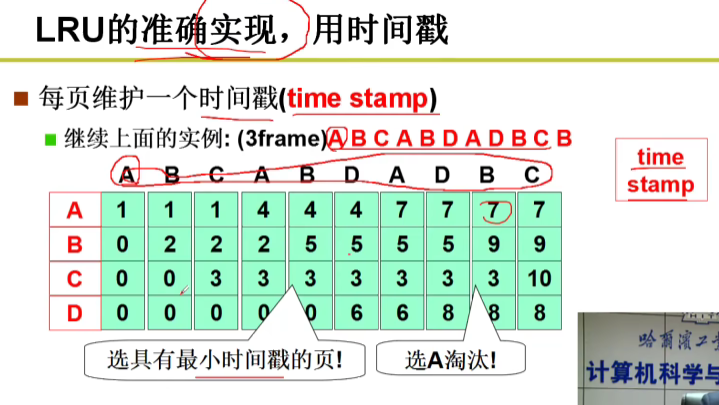 LRU的准确实现，用时间戳
每页维护一个时间戳(time stamp)
继续上面的实例: (3frame)A B C A B D A D B C B
time
stamp
A B C A B D A D B C
A 1 1 1 4 4 4 7 7 7 7
B 0 2 2 2 5 5 5 5 9 9
C 0 0 3 3 3 3 3 3 3 10
D 0 0 0 0 0 6 6 8 8 8
选具有最小时间戳的页!
选A淘汰!
哈爾濱工
计算机科学与